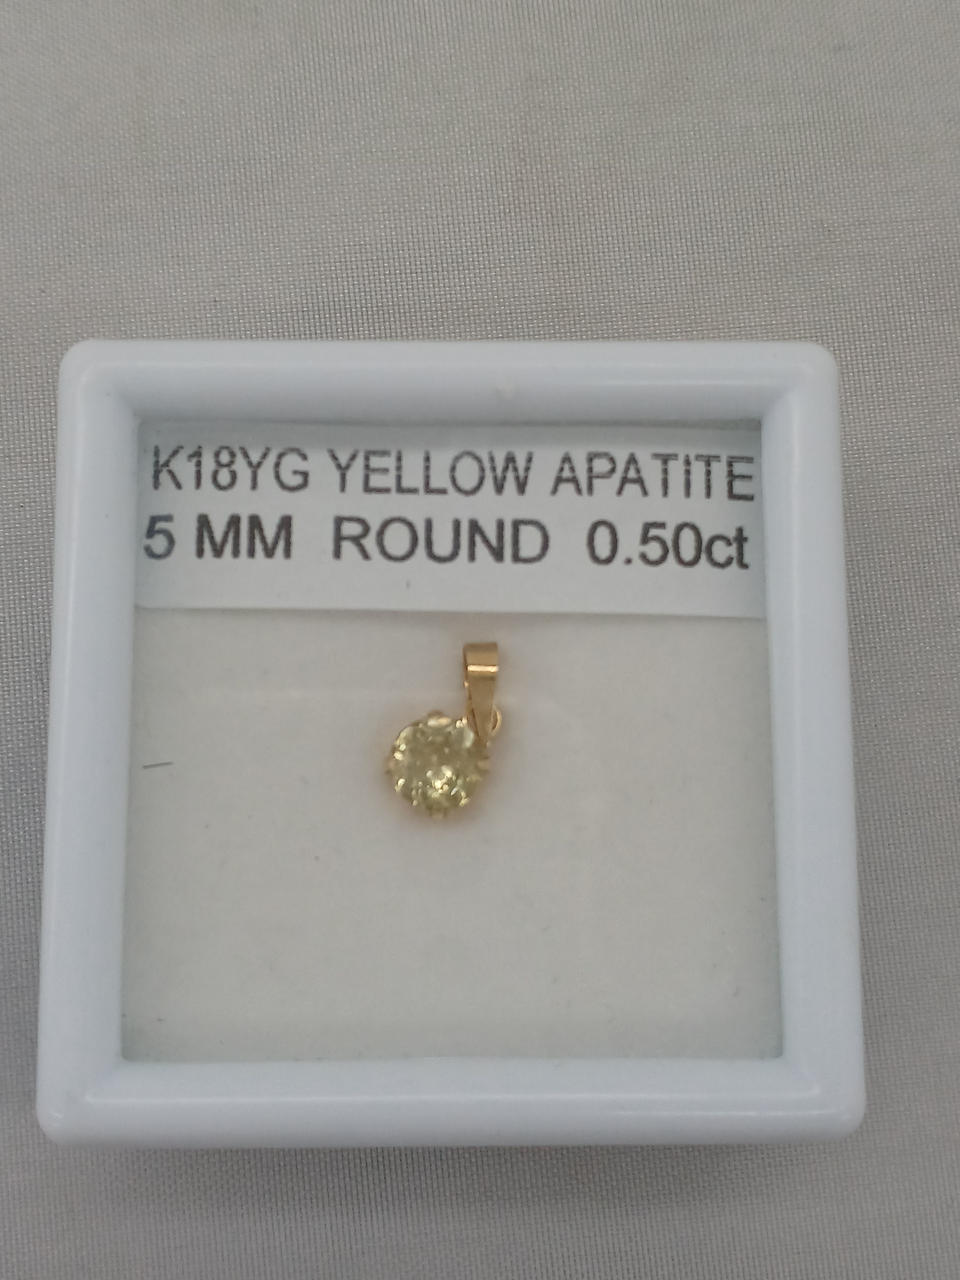 K18YG YELLOW APATITE
5 MM ROUND 0.50ct